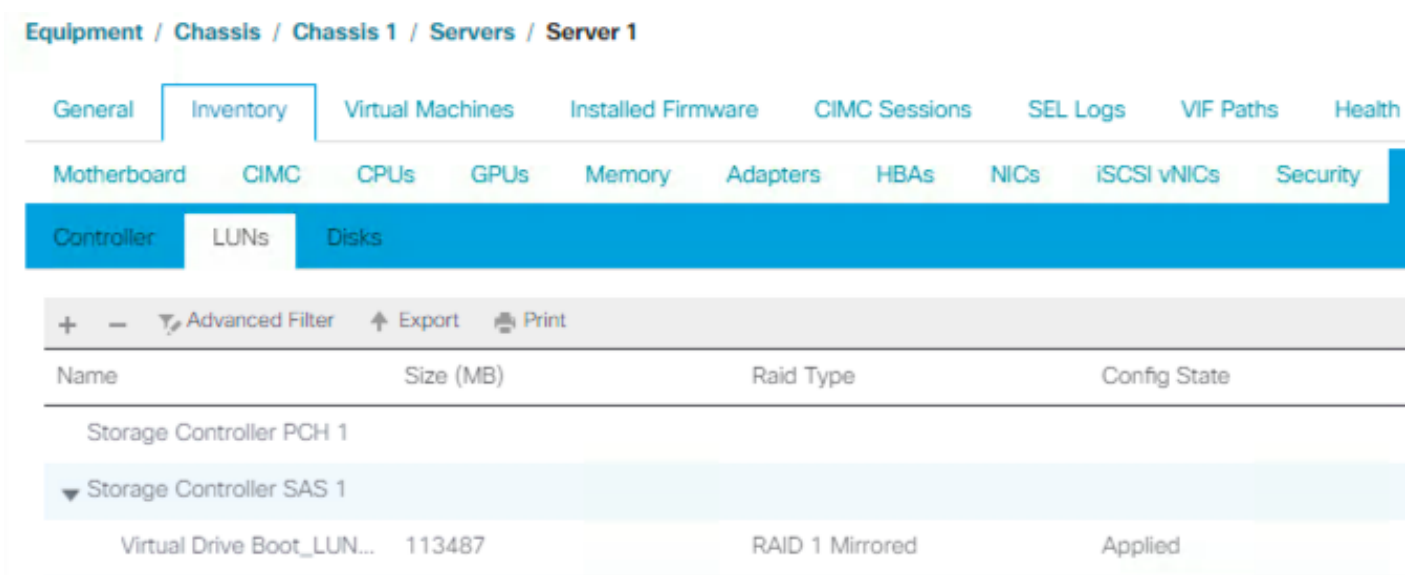 Equipment / Chassis / Chassis 1 / Servers / Server 1
General Inventory Virtual Machines Installed Firmware CIMC Sessions SEL Logs VIF Paths Health
Motherboard CIMC CPUs GPUs Memory Adapters HBAs NICs iSCSI vNICs Security
Controller LUNs Disks
+ − Advanced Filter Export Print
Name Size (MB) Raid Type Config State
Storage Controller PCH 1
Storage Controller SAS 1
Virtual Drive Boot_LUN... 113487 RAID 1 Mirrored Applied